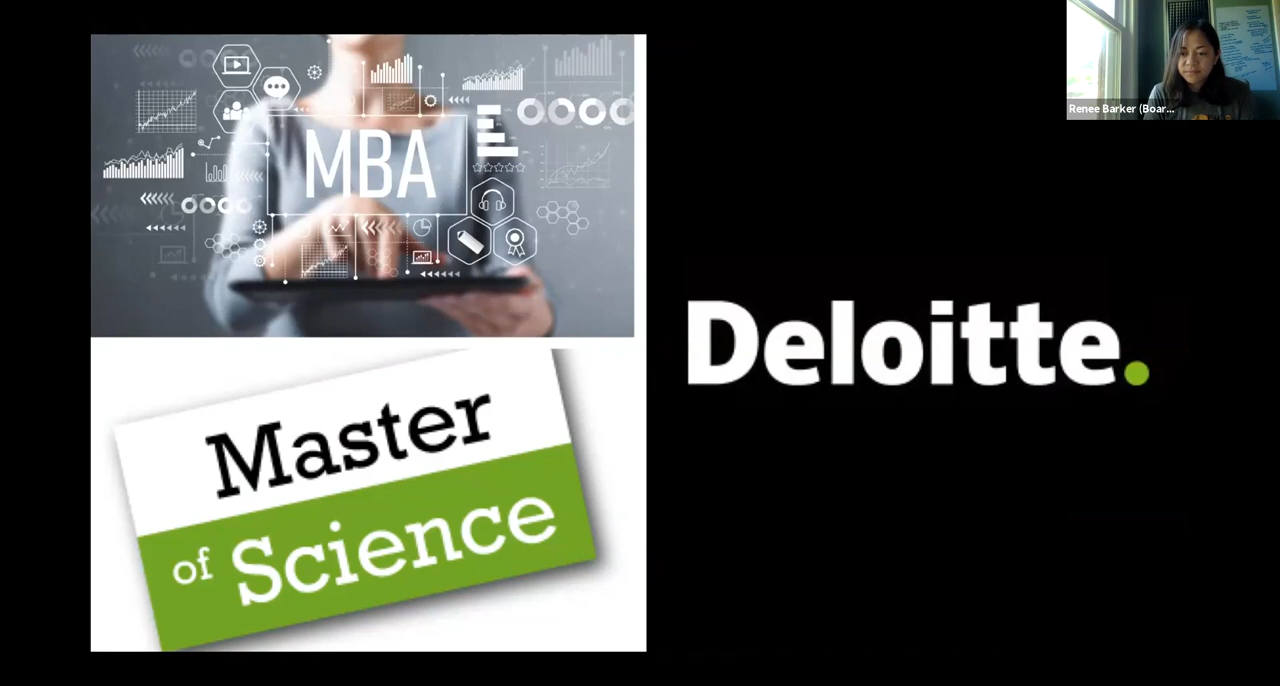 MBA
Master
of Science
Deloitte.
Renee Barker (Boar...